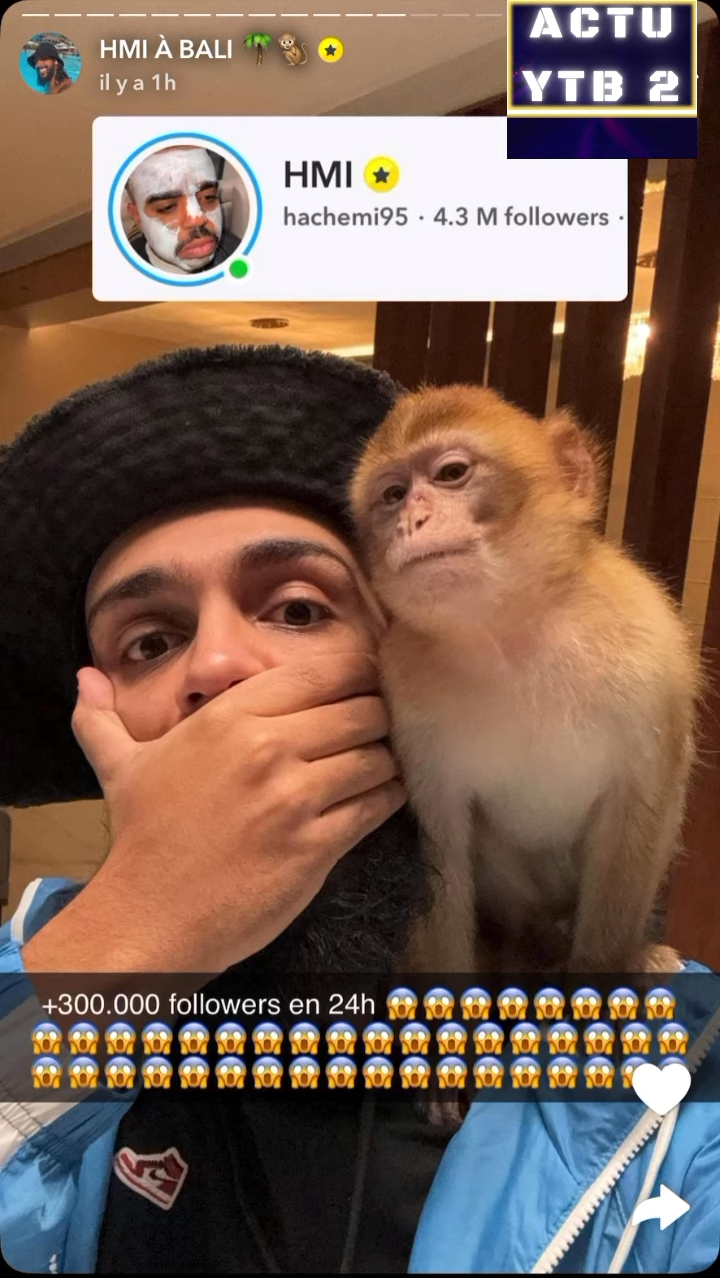 HMI À BALI 🌴🐒
il y a 1h
ACTU
YTB 2
HMI
hachemi95 · 4.3 M followers ·
+300.000 followers en 24h 😱😱😱😱😱😱😱😱
😱😱😱😱😱😱😱😱😱😱😱😱😱😱😱😱😱😱
😱😱😱😱😱😱😱😱😱😱😱😱😱😱😱😱😱😱